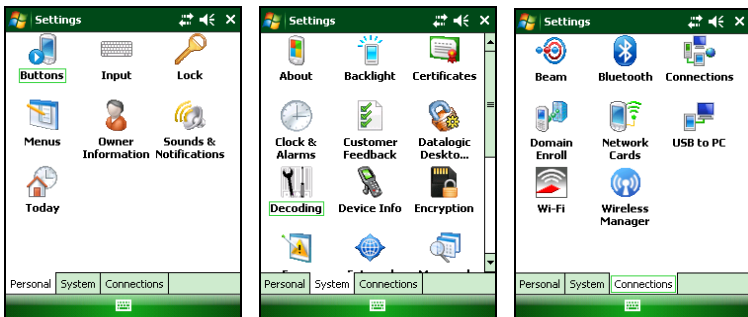 Settings
Buttons Input Lock
Menus Owner Information Sounds & Notifications
Today
Personal System Connections
Settings
About Backlight Certificates
Clock & Alarms Customer Feedback Datalogic Deskto...
Decoding Device Info Encryption
Personal System Connections
Settings
Beam Bluetooth Connections
Domain Enroll Network Cards USB to PC
Wi-Fi Wireless Manager
Personal System Connections